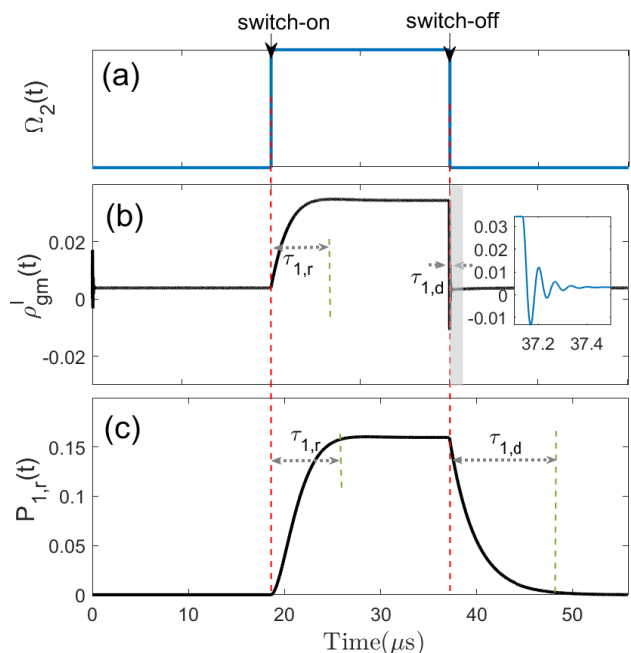 switch-on switch-off
(a)
Ω₂(t)
(b)
0.02
0
-0.02
ρᴵgm(t)
τ1,r
τ1,d
0.03
0.02
0.01
0
-0.01
37.2 37.4
(c)
0.15
0.1
0.05
0
P1,r(t)
τ1,r
τ1,d
0 20 30 40 50
Time(μs)